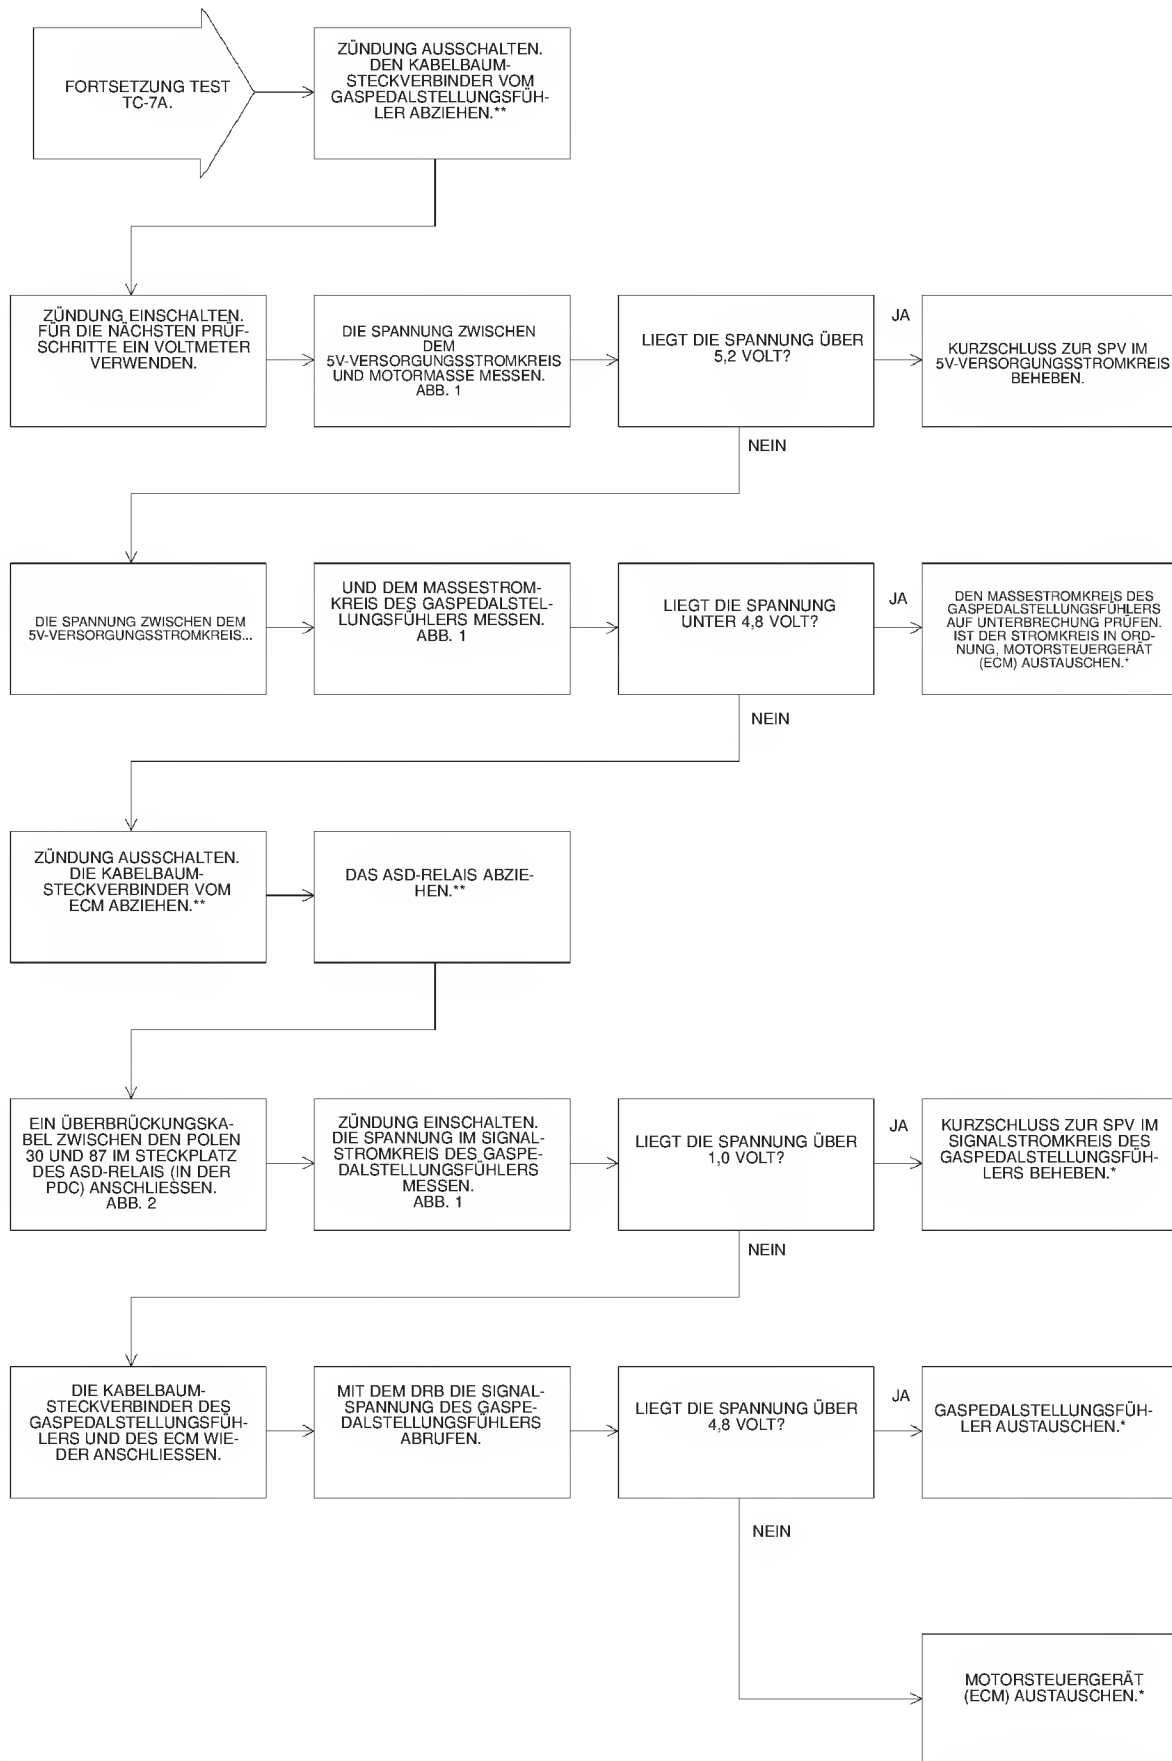 FORTSETZUNG TEST
TC-7A.
ZÜNDUNG AUSSCHALTEN.
DEN KABELBAUM-
STECKVERBINDER VOM
GASPEDALSTELLUNGSFÜH-
LER ABZIEHEN.**
ZÜNDUNG EINSCHALTEN.
FÜR DIE NÄCHSTEN PRÜF-
SCHRITTE EIN VOLTMETER
VERWENDEN.
DIE SPANNUNG ZWISCHEN
DEM
5V-VERSORGUNGSSTROMKREIS
UND MOTORMASSE MESSEN.
ABB. 1
LIEGT DIE SPANNUNG ÜBER
5,2 VOLT?
JA
KURZSCHLUSS ZUR SPV IM
5V-VERSORGUNGSSTROMKREIS
BEHEBEN.
NEIN
DIE SPANNUNG ZWISCHEN DEM
5V-VERSORGUNGSSTROMKREIS...
UND DEM MASSESTROM-
KREIS DES GASPEDALSTEL-
LUNGSFÜHLERS MESSEN.
ABB. 1
LIEGT DIE SPANNUNG
UNTER 4,8 VOLT?
JA
DEN MASSESTROMKREIS DES
GASPEDALSTELLUNGSFÜHLERS
AUF UNTERBRECHUNG PRÜFEN.
IST DER STROMKREIS IN ORD-
NUNG, MOTORSTEUERGERÄT
(ECM) AUSTAUSCHEN.*
NEIN
ZÜNDUNG AUSSCHALTEN.
DIE KABELBAUM-
STECKVERBINDER VOM
ECM ABZIEHEN.**
DAS ASD-RELAIS ABZIE-
HEN.**
EIN ÜBERBRÜCKUNGSKA-
BEL ZWISCHEN DEN POLEN
30 UND 87 IM STECKPLATZ
DES ASD-RELAIS (IN DER
PDC) ANSCHLIESSEN.
ABB. 2
ZÜNDUNG EINSCHALTEN.
DIE SPANNUNG IM SIGNAL-
STROMKREIS DES GASPE-
DALSTELLUNGSFÜHLERS
MESSEN.
ABB. 1
LIEGT DIE SPANNUNG ÜBER
1,0 VOLT?
JA
KURZSCHLUSS ZUR SPV IM
SIGNALSTROMKREIS DES
GASPEDALSTELLUNGSFÜH-
LERS BEHEBEN.*
NEIN
DIE KABELBAUM-
STECKVERBINDER DES
GASPEDALSTELLUNGSFÜH-
LERS UND DES ECM WIE-
DER ANSCHLIESSEN.
MIT DEM DRB DIE SIGNAL-
SPANNUNG DES GASPE-
DALSTELLUNGSFÜHLERS
ABRUFEN.
LIEGT DIE SPANNUNG ÜBER
4,8 VOLT?
JA
GASPEDALSTELLUNGSFÜH-
LER AUSTAUSCHEN.*
NEIN
MOTORSTEUERGERÄT
(ECM) AUSTAUSCHEN.*